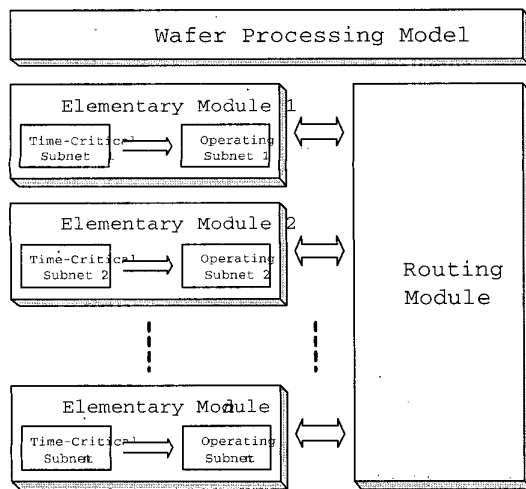 Wafer Processing Model
Elementary Module 1
Time-Critical
Subnet 1
Operating
Subnet 1
Elementary Module 2
Time-Critical
Subnet 2
Operating
Subnet 2
Routing
Module
Elementary Module n
Time-Critical
Subnet n
Operating
Subnet n